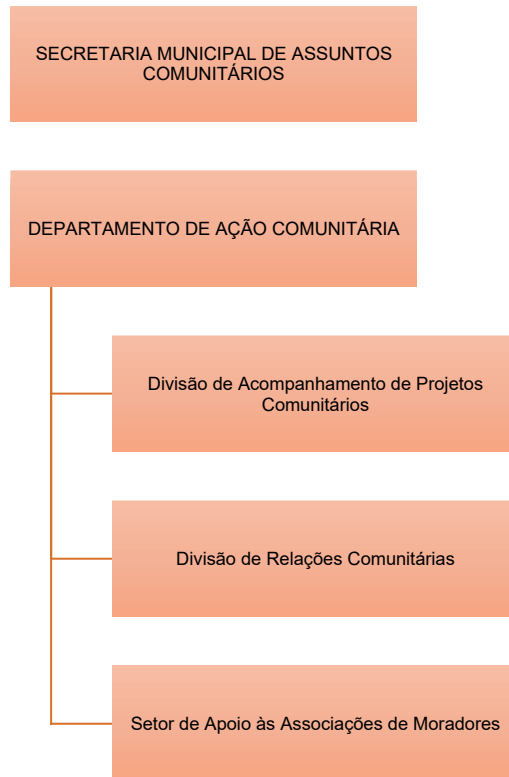 SECRETARIA MUNICIPAL DE ASSUNTOS
COMUNITÁRIOS
DEPARTAMENTO DE AÇÃO COMUNITÁRIA
Divisão de Acompanhamento de Projetos
Comunitários
Divisão de Relações Comunitárias
Setor de Apoio às Associações de Moradores